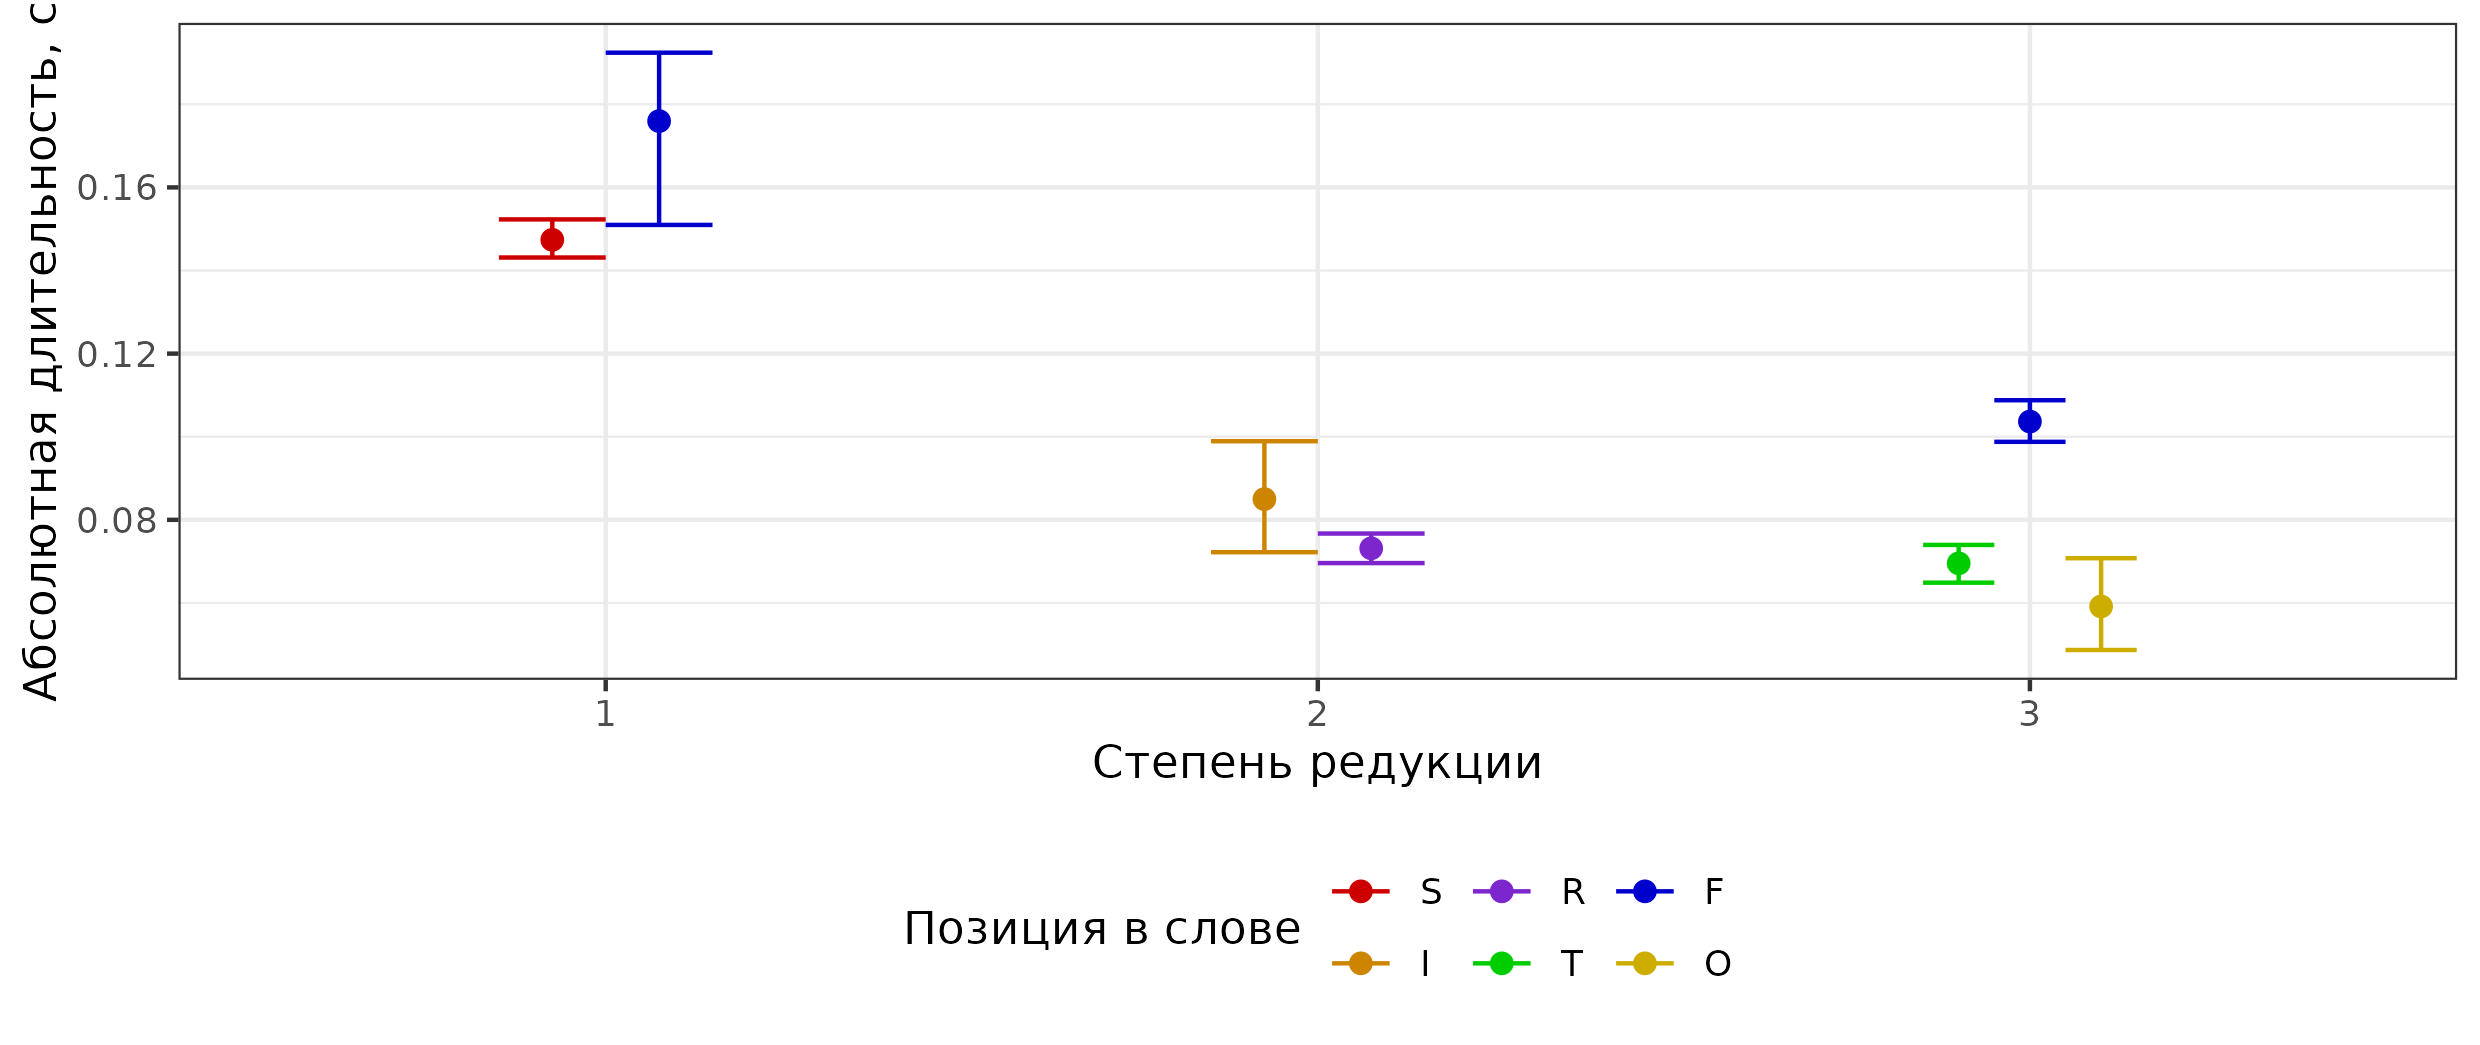 Абсолютная длительность, с
0.16
0.12
0.08
1 2 3
Степень редукции
Позиция в слове
S R F
I T O